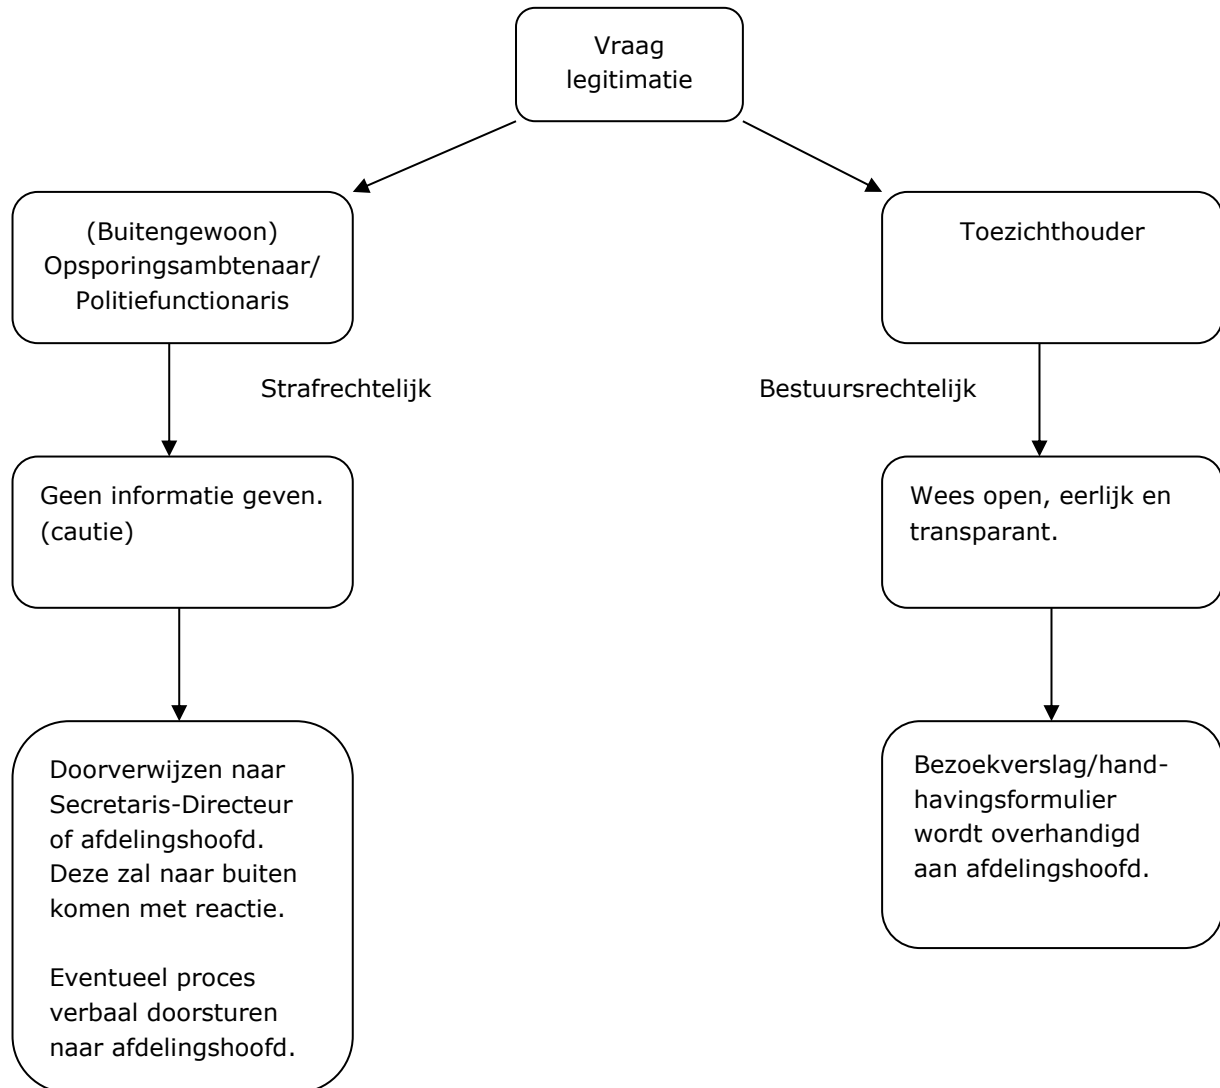 Vraag
legitimatie
(Buitengewoon)
Opsporingsambtenaar/
Politiefunctionaris
Toezichthouder
Strafrechtelijk
Bestuursrechtelijk
Geen informatie geven.
(cautie)
Wees open, eerlijk en
transparant.
Doorverwijzen naar
Secretaris-Directeur
of afdelingshoofd.
Deze zal naar buiten
komen met reactie.
Eventueel proces
verbaal doorsturen
naar afdelingshoofd.
Bezoekverslag/hand-
havingsformulier
wordt overhandigd
aan afdelingshoofd.